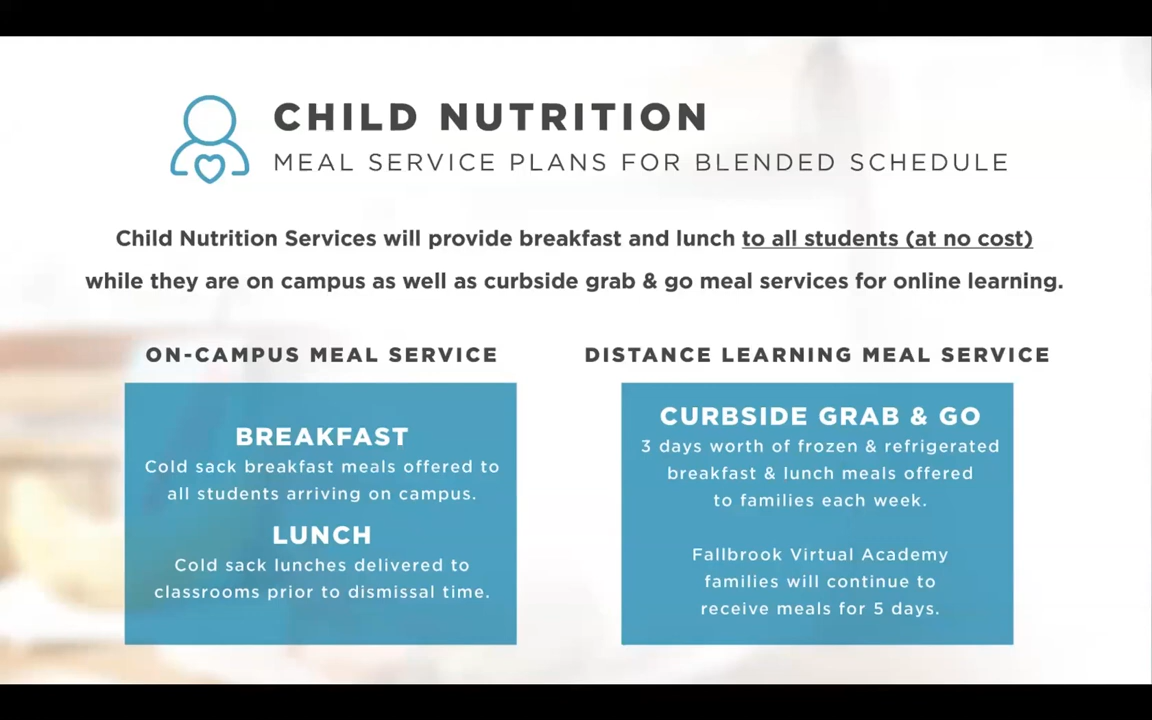 CHILD NUTRITION
MEAL SERVICE PLANS FOR BLENDED SCHEDULE
Child Nutrition Services will provide breakfast and lunch to all students (at no cost)
while they are on campus as well as curbside grab & go meal services for online learning.
ON-CAMPUS MEAL SERVICE
BREAKFAST
Cold sack breakfast meals offered to
all students arriving on campus.
LUNCH
Cold sack lunches delivered to
classrooms prior to dismissal time.
DISTANCE LEARNING MEAL SERVICE
CURBSIDE GRAB & GO
3 days worth of frozen & refrigerated
breakfast & lunch meals offered
to families each week.
Fallbrook Virtual Academy
families will continue to
receive meals for 5 days.